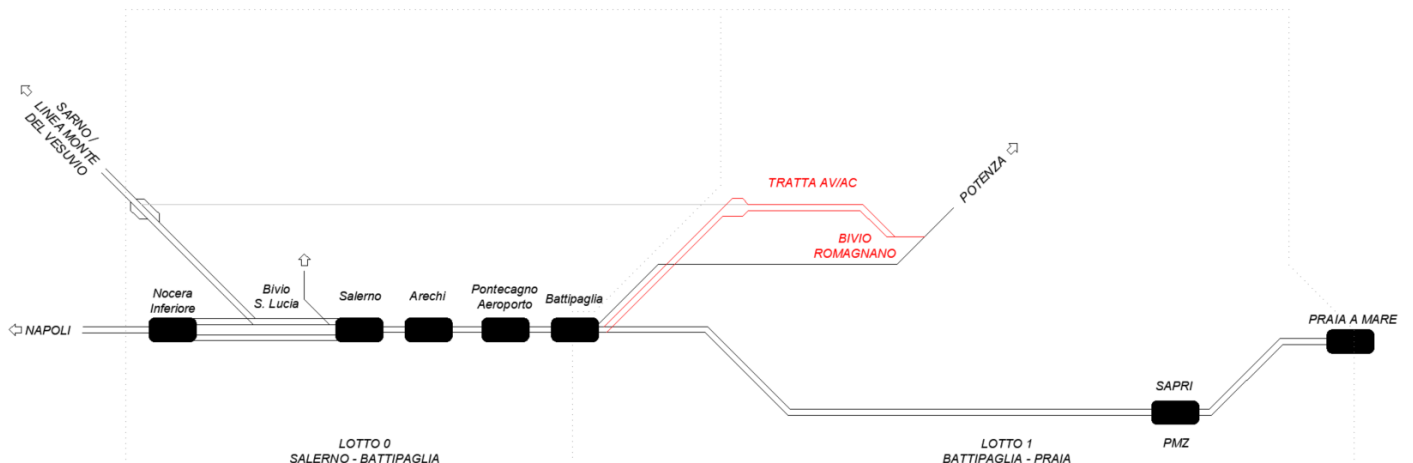 SARNO /
LINEA MONTE
DEL VESUVIO
TRATTA AV/AC
POTENZA
BIVIO
ROMAGNANO
Nocera
Inferiore
Bivio
S. Lucia
Salerno
Arechi
Pontecagno
Aeroporto
Battipaglia
NAPOLI
PRAIA A MARE
SAPRI
PMZ
LOTTO 0
SALERNO - BATTIPAGLIA
LOTTO 1
BATTIPAGLIA - PRAIA